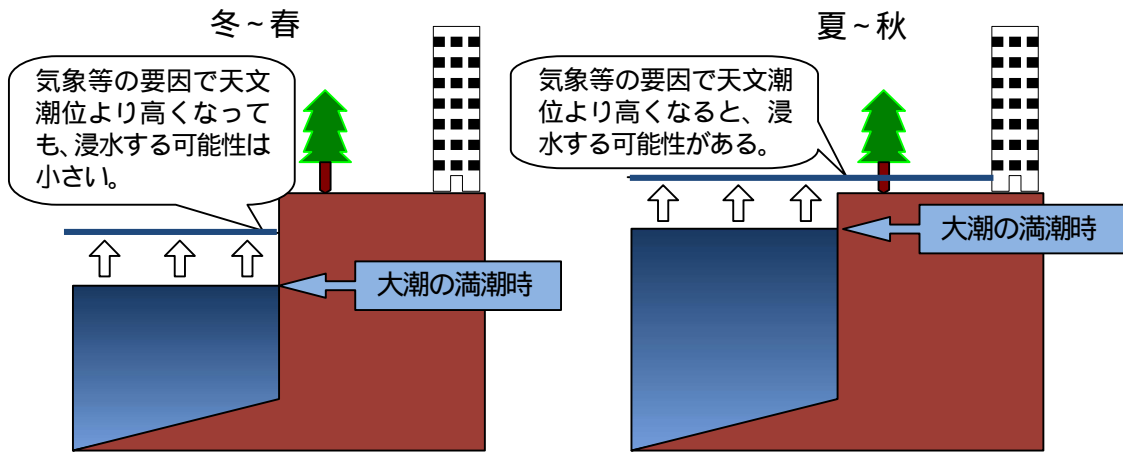 冬~春
気象等の要因で天文
潮位より高くなって
も、浸水する可能性は
小さい。
大潮の満潮時
夏~秋
気象等の要因で天文潮
位より高くなると、浸
水する可能性がある。
大潮の満潮時